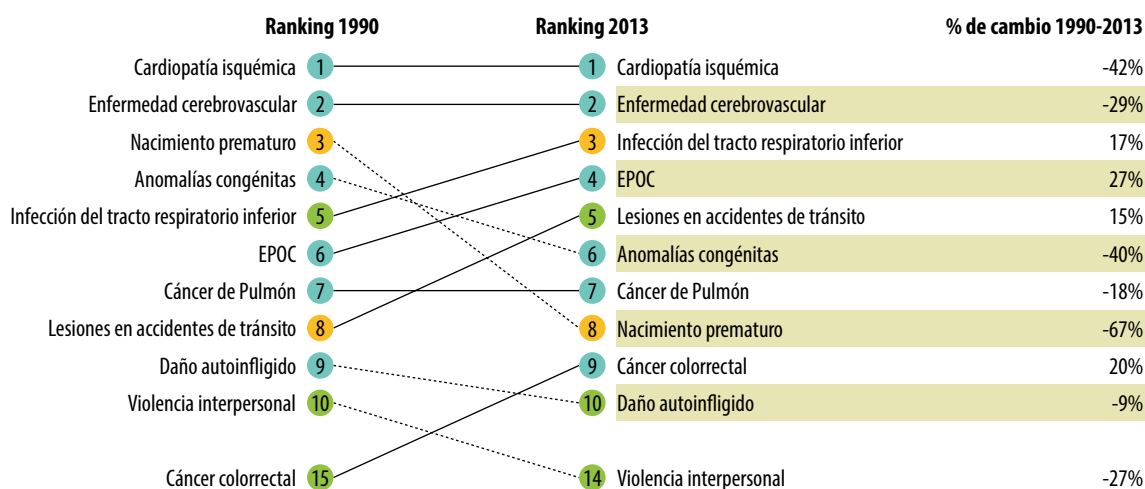 Ranking 1990 Ranking 2013 % de cambio 1990-2013
Cardiopatía isquémica 1 1 Cardiopatía isquémica -42%
Enfermedad cerebrovascular 2 2 Enfermedad cerebrovascular -29%
Nacimiento prematuro 3 3 Infección del tracto respiratorio inferior 17%
Anomalías congénitas 4 4 EPOC 27%
Infección del tracto respiratorio inferior 5 5 Lesiones en accidentes de tránsito 15%
EPOC 6 6 Anomalías congénitas -40%
Cáncer de Pulmón 7 7 Cáncer de Pulmón -18%
Lesiones en accidentes de tránsito 8 8 Nacimiento prematuro -67%
Daño autoinfligido 9 9 Cáncer colorrectal 20%
Violencia interpersonal 10 10 Daño autoinfligido -9%
Cáncer colorrectal 15 14 Violencia interpersonal -27%